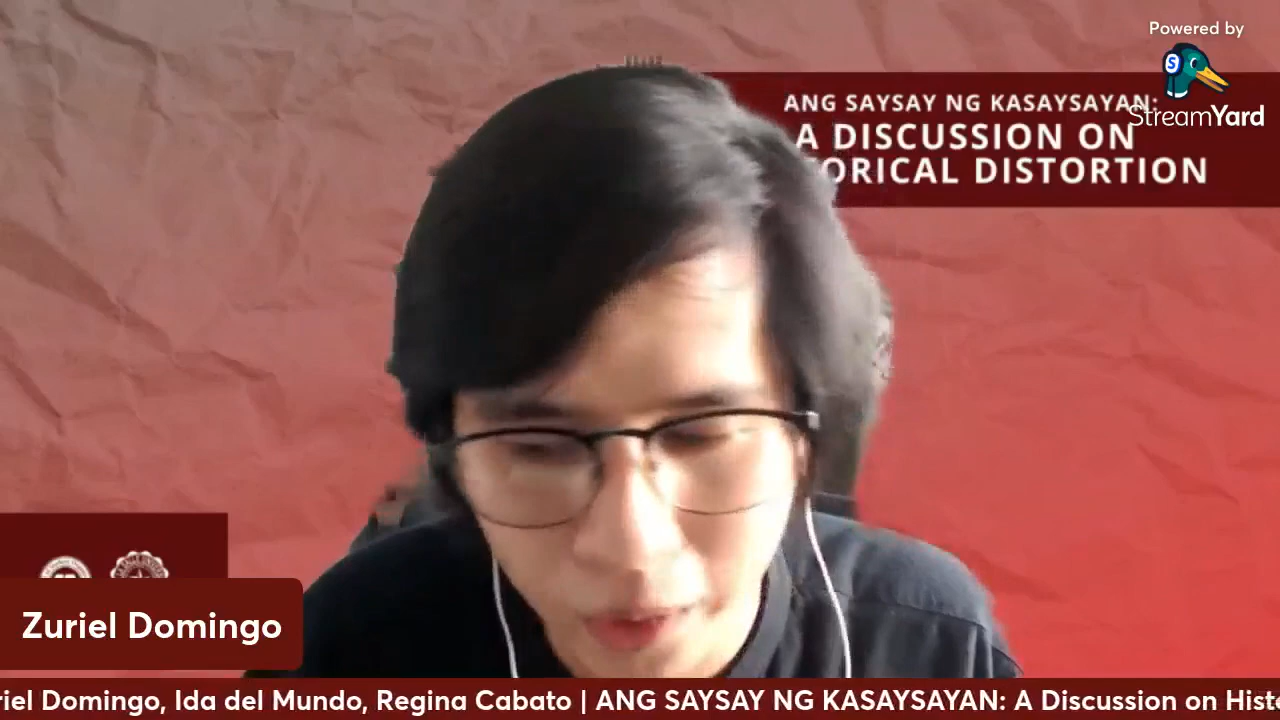 Powered by
StreamYard
ANG SAYSAY NG KASAYSAYAN:
A DISCUSSION ON
ORICAL DISTORTION
Zuriel Domingo
riel Domingo, Ida del Mundo, Regina Cabato | ANG SAYSAY NG KASAYSAYAN: A Discussion on Histo